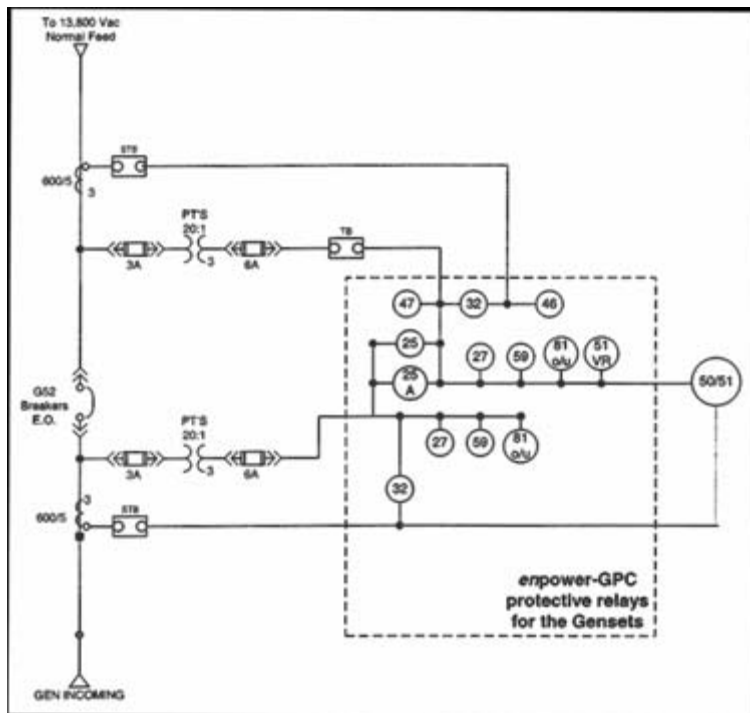 To 13,800 Vac
Normal Feed
STB
600/5
3
PT'S
20:1
3A
3
6A
TB
47
32
46
25
27
59
81
o/u
51
VR
25
A
50/51
G52
Breakers
E.O.
PT'S
20:1
3A
3
6A
27
59
81
o/u
32
3
600/5
STB
enpower-GPC
protective relays
for the Gensets
GEN INCOMING